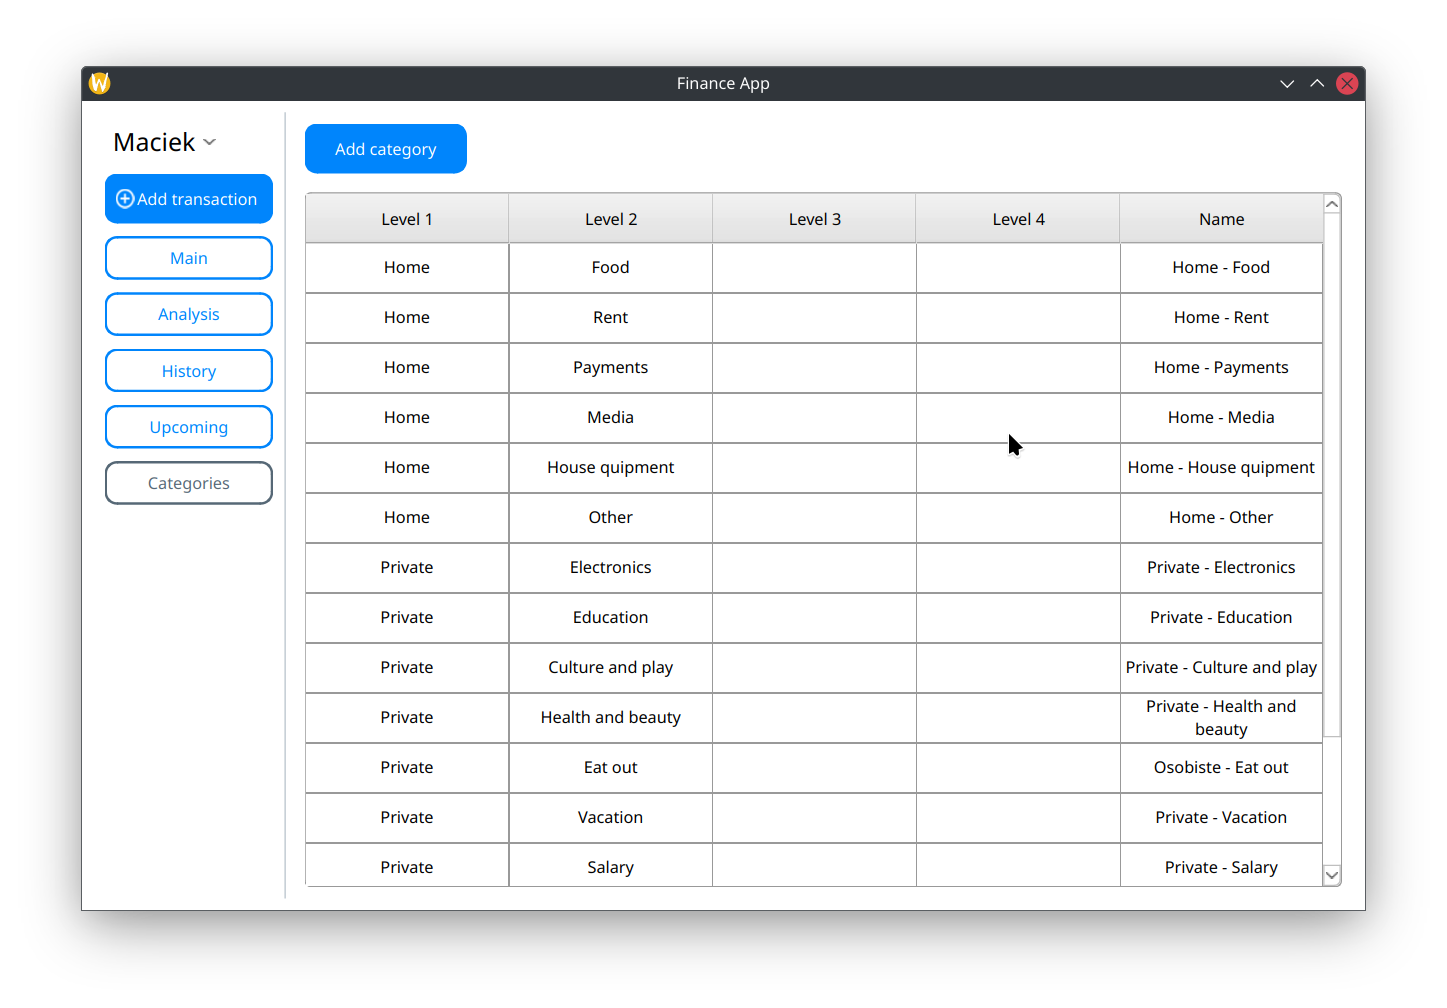 Finance App
Maciek
Add transaction
Main
Analysis
History
Upcoming
Categories
Add category
Level 1 Level 2 Level 3 Level 4 Name
Home Food Home - Food
Home Rent Home - Rent
Home Payments Home - Payments
Home Media Home - Media
Home House quipment Home - House quipment
Home Other Home - Other
Private Electronics Private - Electronics
Private Education Private - Education
Private Culture and play Private - Culture and play
Private Health and beauty Private - Health and
beauty
Private Eat out Osobiste - Eat out
Private Vacation Private - Vacation
Private Salary Private - Salary